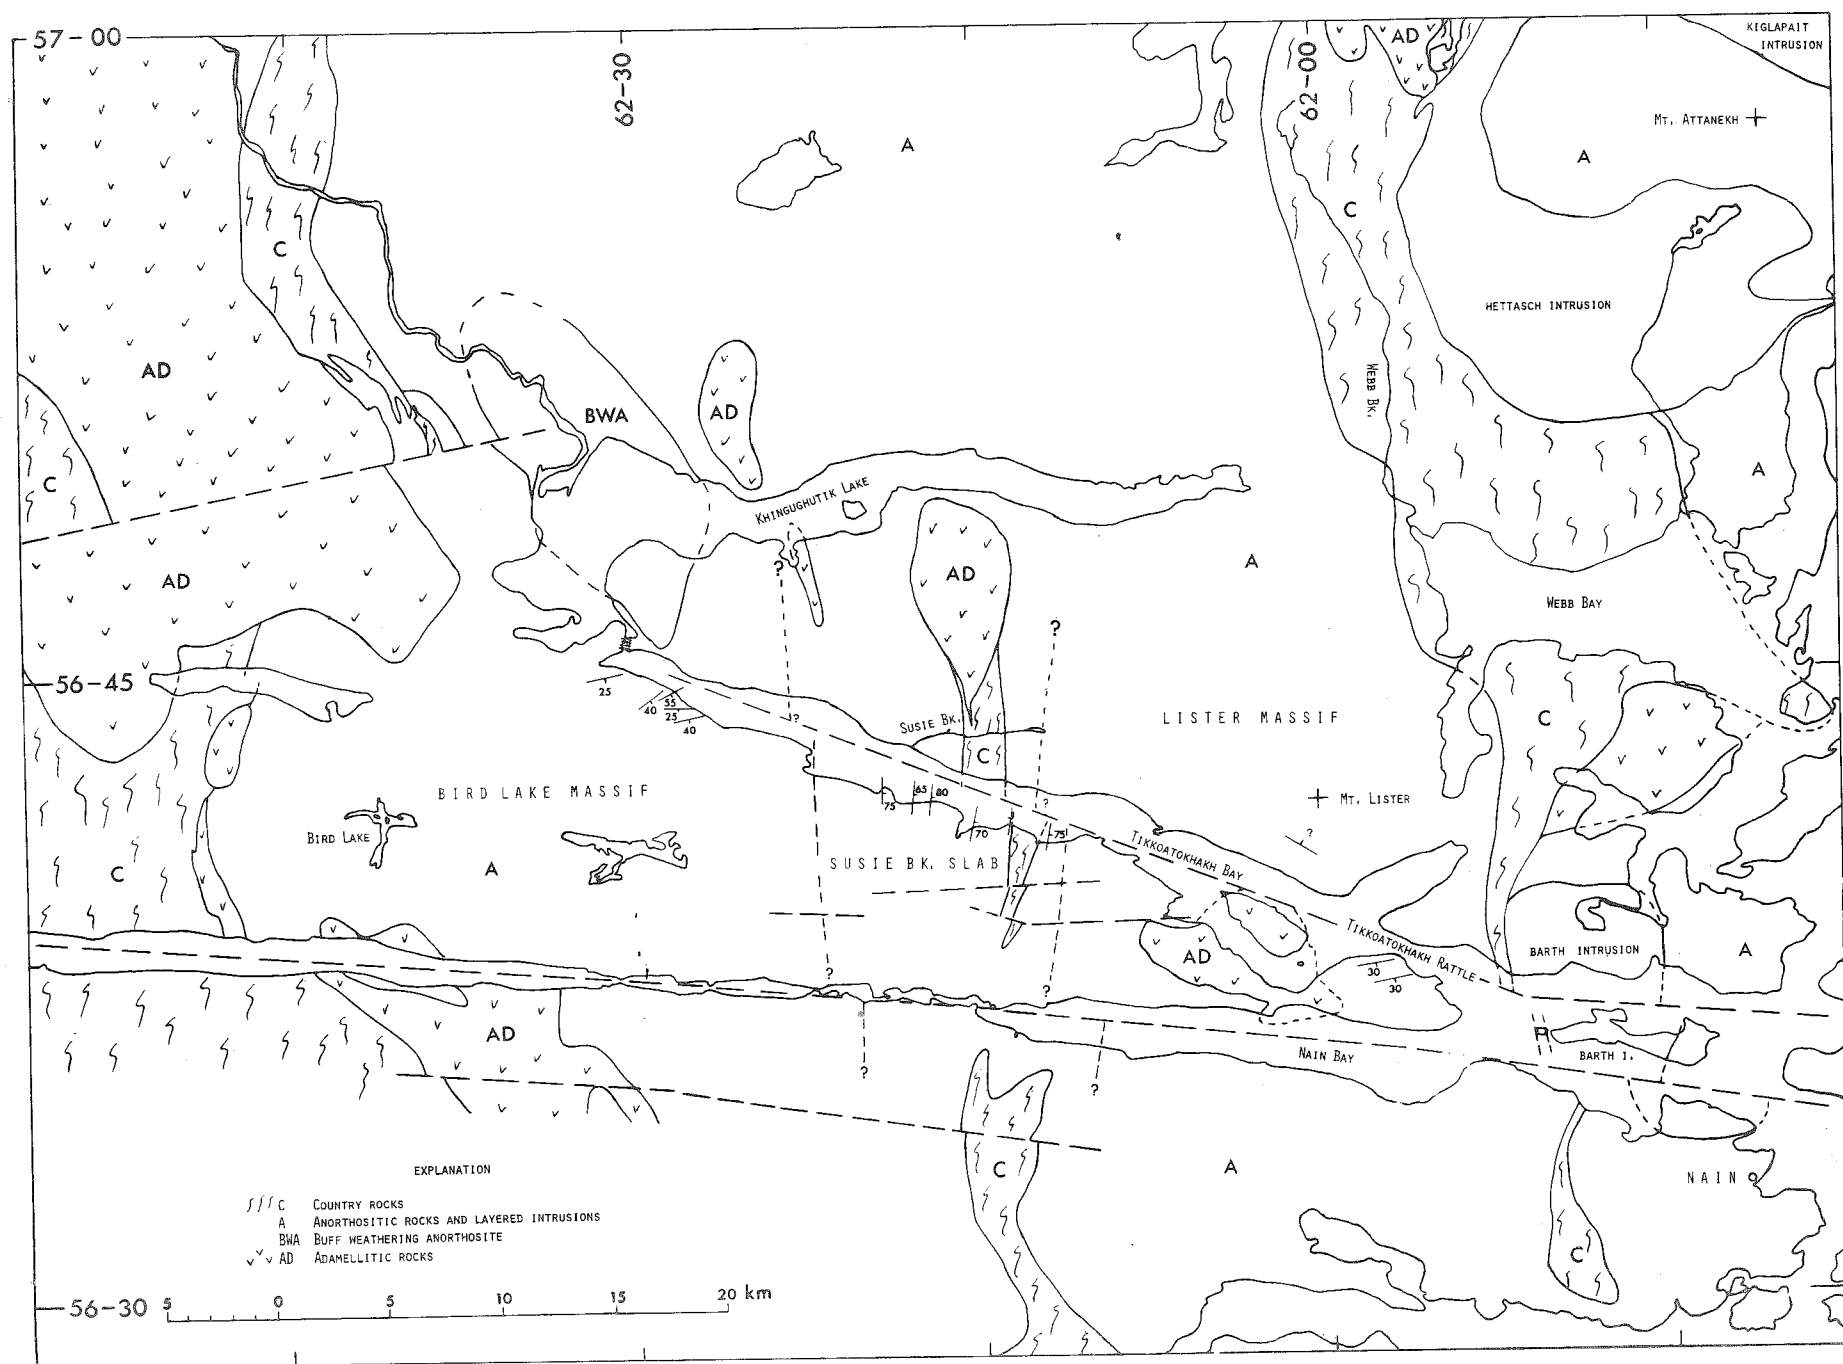 KIGLAPAIT
INTRUSION
57-00
62-30
62-00
AD
MT. ATTANEKH
A
A
C
C
HETTASCH INTRUSION
AD
WEBB BK.
BWA
AD
A
C
KHINGUGHUTIK LAKE
AD
AD
A
?
WEBB BAY
?
56-45
25
40
55
25
40
?
SUSIE BK.
LISTER MASSIF
C
C
BIRD LAKE MASSIF
75
65
80
?
MT. LISTER
BIRD LAKE
70
75
?
TIKKOATOKHAKH BAY
A
SUSIE BK. SLAB
C
TIKKOATOKHAKH RATTLE
BARTH INTRUSION
A
AD
30
30
?
?
AD
NAIN BAY
BARTH I.
?
?
C
A
NAIN
C
EXPLANATION
C COUNTRY ROCKS
A ANORTHOSITIC ROCKS AND LAYERED INTRUSIONS
BWA BUFF WEATHERING ANORTHOSITE
AD ADAMELLITIC ROCKS
56-30
5 0 5 10 15 20 km